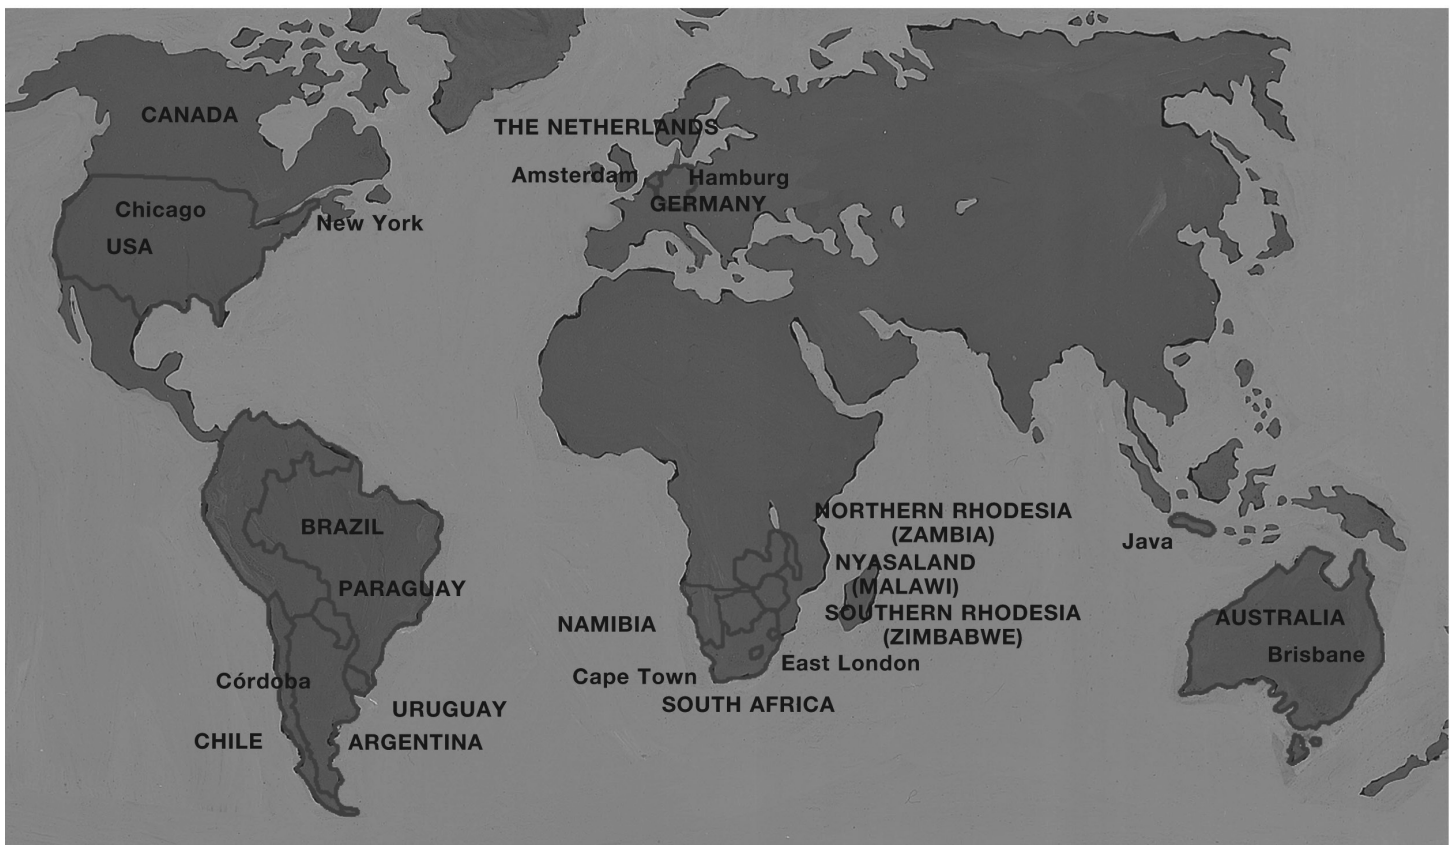 CANADA
THE NETHERLANDS
Amsterdam
Hamburg
GERMANY
Chicago
New York
USA
NORTHERN RHODESIA
(ZAMBIA)
BRAZIL
Java
NYASALAND
(MALAWI)
PARAGUAY
SOUTHERN RHODESIA
(ZIMBABWE)
NAMIBIA
AUSTRALIA
Brisbane
East London
Cape Town
Córdoba
SOUTH AFRICA
URUGUAY
CHILE
ARGENTINA